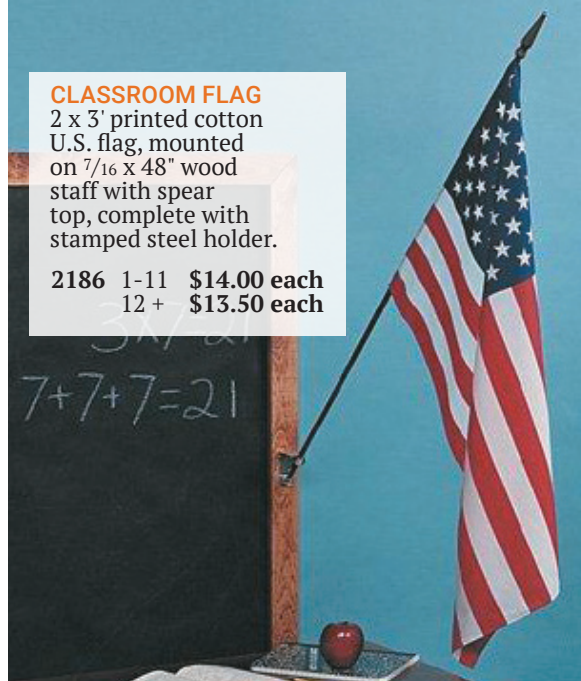 CLASSROOM FLAG
2 x 3' printed cotton
U.S. flag, mounted
on 7/16 x 48" wood
staff with spear
top, complete with
stamped steel holder.
2186 1-11 $14.00 each
12 + $13.50 each
3x7=21
7+7+7=21